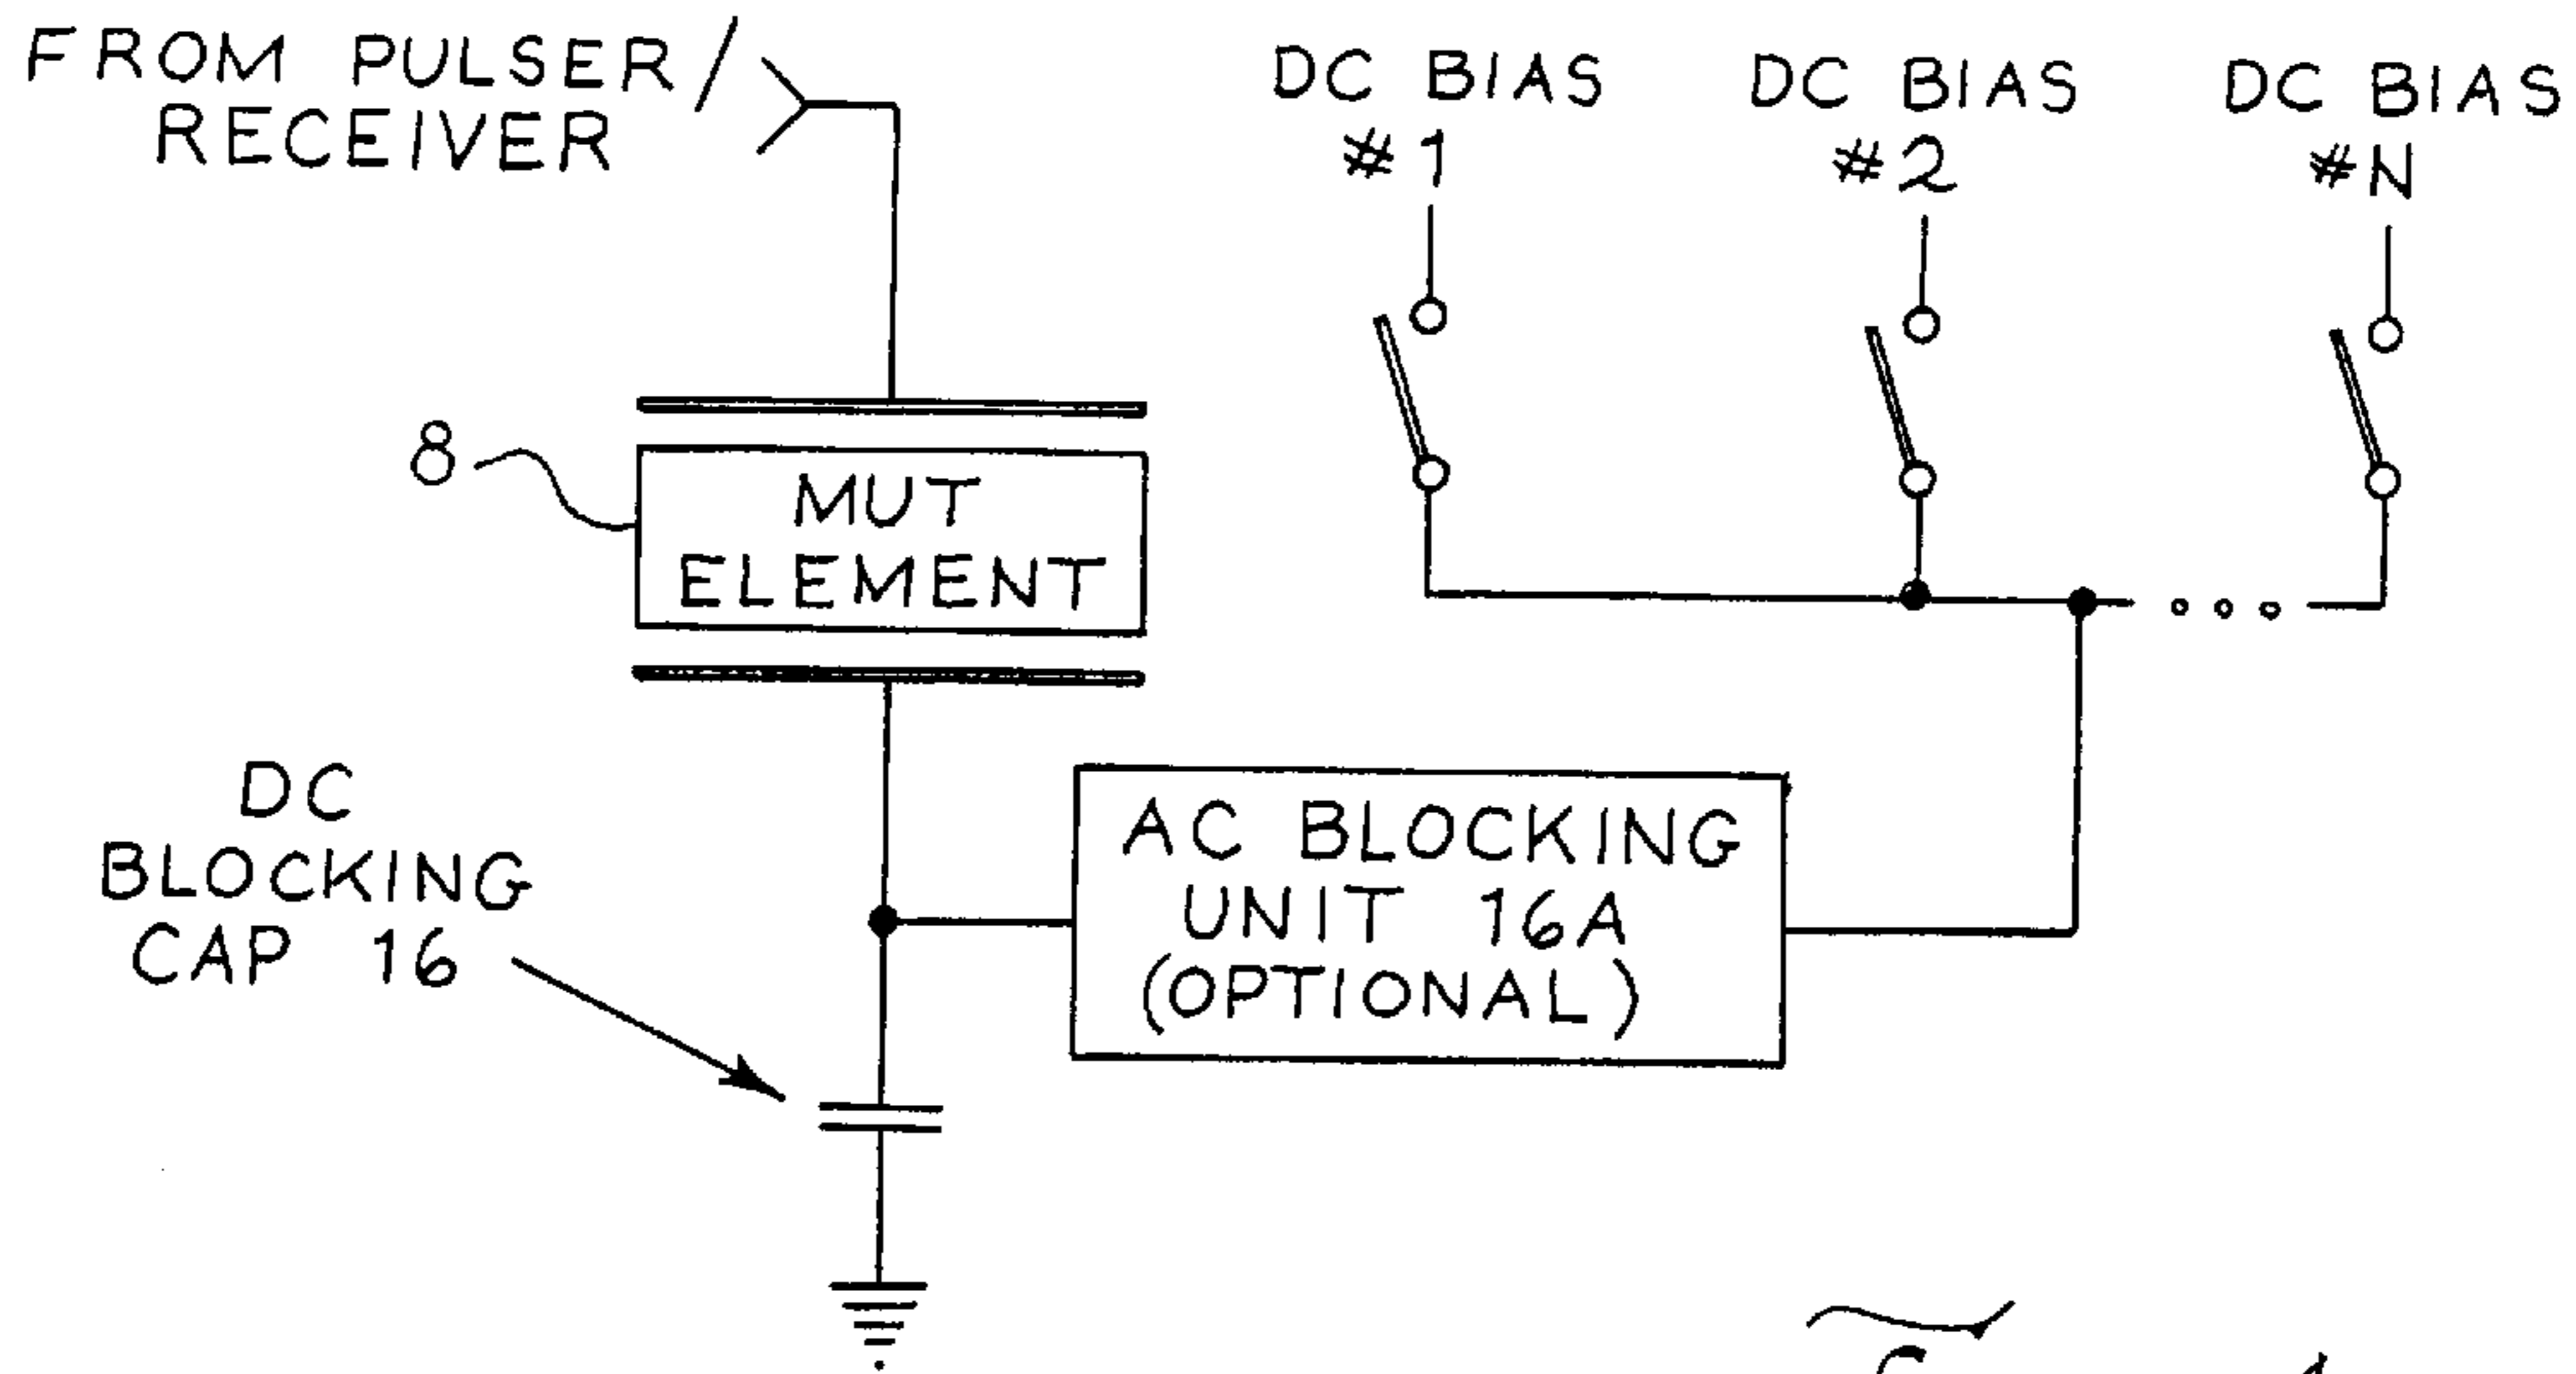 FROM PULSER/
RECEIVER
DC BIAS
#1
DC BIAS
#2
DC BIAS
#N
8
MUT
ELEMENT
DC
BLOCKING
CAP 16
AC BLOCKING
UNIT 16A
(OPTIONAL)